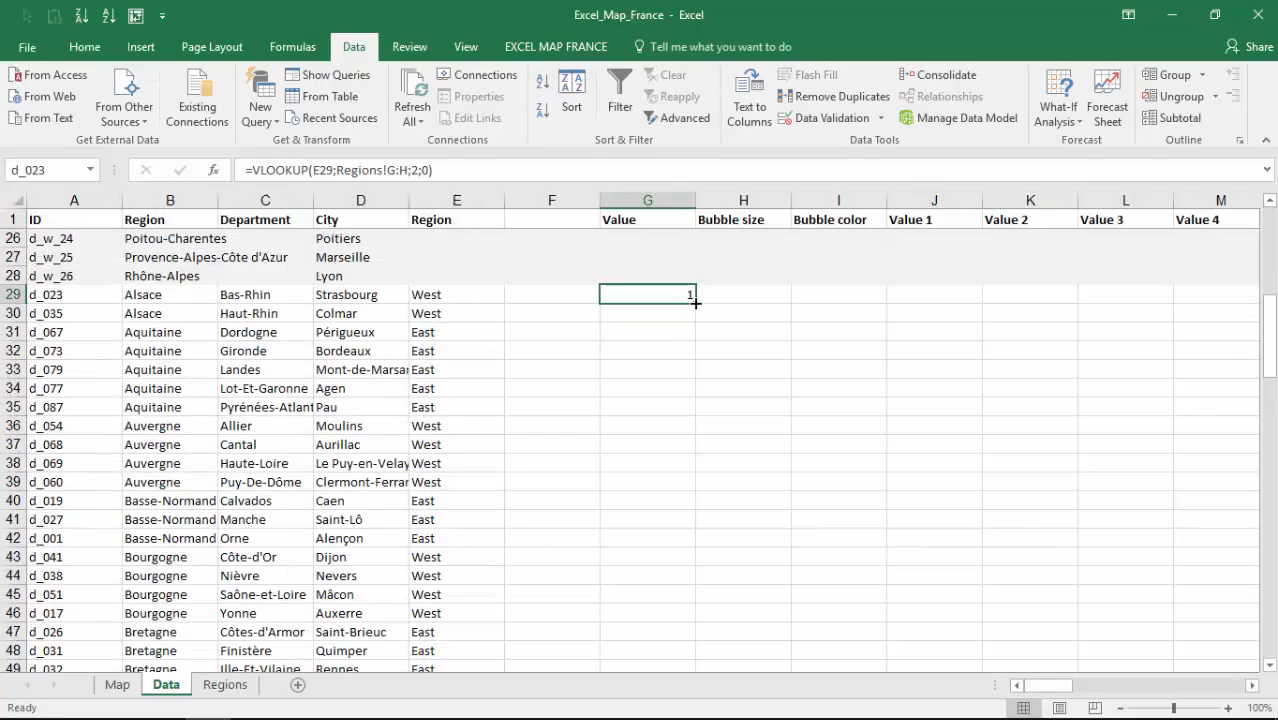 Excel_Map_France - Excel
File Home Insert Page Layout Formulas Data Review View EXCEL MAP FRANCE Tell me what you want to do Share
From Access
From Web
From Text
From Other Sources
Existing Connections
Get External Data
New Query
Show Queries
From Table
Recent Sources
Get & Transform
Refresh All
Connections
Properties
Edit Links
Connections
Sort
Filter
Clear
Reapply
Advanced
Sort & Filter
Text to Columns
Flash Fill
Remove Duplicates
Data Validation
Consolidate
Relationships
Manage Data Model
Data Tools
What-If Analysis
Forecast Sheet
Forecast
Group
Ungroup
Subtotal
Outline
d_023 fx =VLOOKUP(E29;Regions!G:H;2;0)
A B C D E F G H I J K L M
1 ID Region Department City Region Value Bubble size Bubble color Value 1 Value 2 Value 3 Value 4
26 d_w_24 Poitou-Charentes Poitiers
27 d_w_25 Provence-Alpes-Côte d'Azur Marseille
28 d_w_26 Rhône-Alpes Lyon
29 d_023 Alsace Bas-Rhin Strasbourg West 1
30 d_035 Alsace Haut-Rhin Colmar West
31 d_067 Aquitaine Dordogne Périgueux East
32 d_073 Aquitaine Gironde Bordeaux East
33 d_079 Aquitaine Landes Mont-de-Marsa East
34 d_077 Aquitaine Lot-Et-Garonne Agen East
35 d_087 Aquitaine Pyrénées-Atlant Pau East
36 d_054 Auvergne Allier Moulins West
37 d_068 Auvergne Cantal Aurillac West
38 d_069 Auvergne Haute-Loire Le Puy-en-Velay West
39 d_060 Auvergne Puy-De-Dôme Clermont-Ferrar West
40 d_019 Basse-Normand Calvados Caen East
41 d_027 Basse-Normand Manche Saint-Lô East
42 d_001 Basse-Normand Orne Alençon East
43 d_041 Bourgogne Côte-d'Or Dijon West
44 d_038 Bourgogne Nièvre Nevers West
45 d_051 Bourgogne Saône-et-Loire Mâcon West
46 d_017 Bourgogne Yonne Auxerre West
47 d_026 Bretagne Côtes-d'Armor Saint-Brieuc East
48 d_031 Bretagne Finistère Quimper East
49 d_032 Bretagne Ille-Et-Vilaine Rennes East
Map Data Regions
Ready 100%